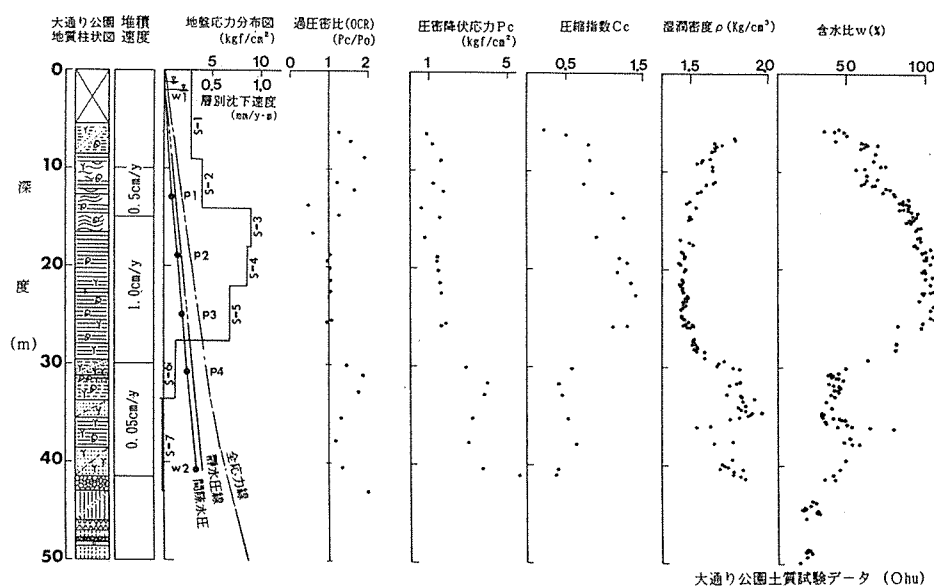 大通り公園
地質柱状図
堆積
速度
地盤応力分布図
(kgf/cm²)
過圧密比(OCR)
(Pc/Po)
圧密降伏応力Pc
(kgf/cm²)
圧縮指数Cc
湿潤密度ρ(Kg/cm³)
含水比w(%)
0 5,0 10,0
0 1 2
1 5
0 0,5 1,5
1,5 20
0 50 100
層別沈下速度
(mm/y·m)
0
10
20
30
40
50
深
度
(m)
0.5cm/y
1.0cm/y
0.05cm/y
w1
S-1
S-2
S-3
S-4
S-5
S-6
S-7
P1
P2
P3
P4
w2
全応力線
静水圧線
間隙水圧
大通り公園土質試験データ (Ohu)